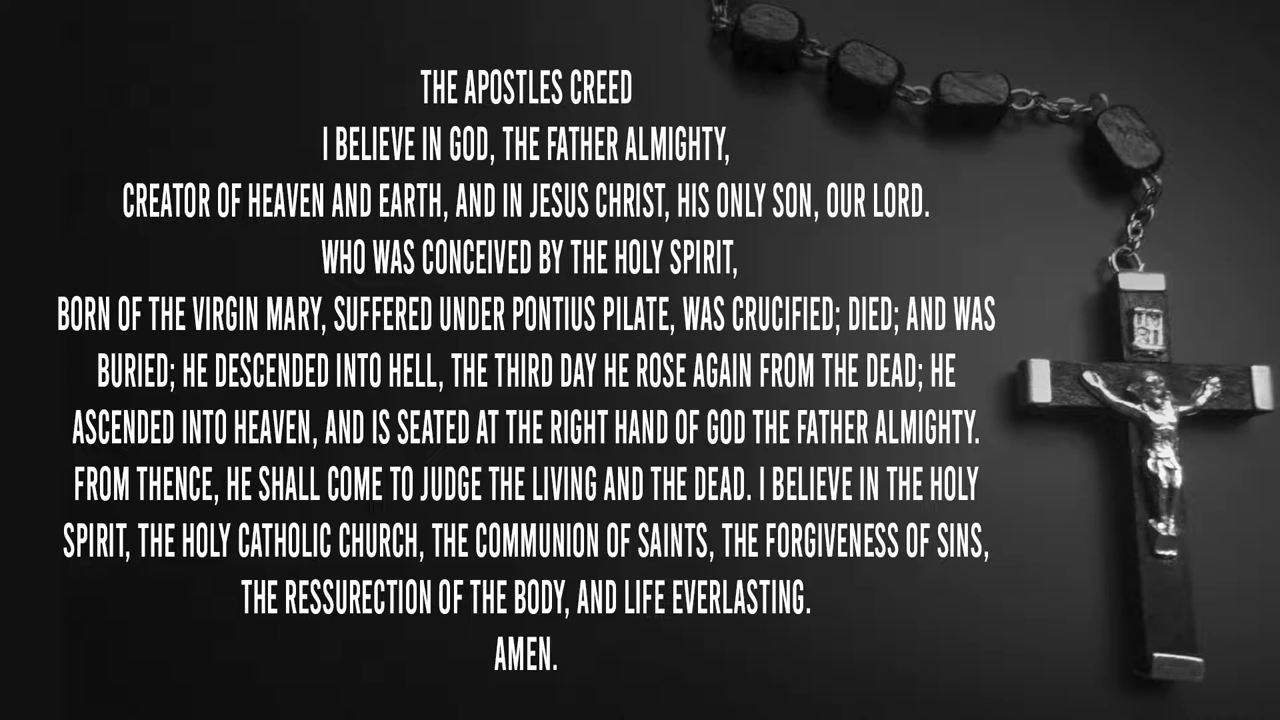 THE APOSTLES CREED
I BELIEVE IN GOD, THE FATHER ALMIGHTY,
CREATOR OF HEAVEN AND EARTH, AND IN JESUS CHRIST, HIS ONLY SON, OUR LORD.
WHO WAS CONCEIVED BY THE HOLY SPIRIT,
BORN OF THE VIRGIN MARY, SUFFERED UNDER PONTIUS PILATE, WAS CRUCIFIED; DIED; AND WAS
BURIED; HE DESCENDED INTO HELL, THE THIRD DAY HE ROSE AGAIN FROM THE DEAD; HE
ASCENDED INTO HEAVEN, AND IS SEATED AT THE RIGHT HAND OF GOD THE FATHER ALMIGHTY.
FROM THENCE, HE SHALL COME TO JUDGE THE LIVING AND THE DEAD. I BELIEVE IN THE HOLY
SPIRIT, THE HOLY CATHOLIC CHURCH, THE COMMUNION OF SAINTS, THE FORGIVENESS OF SINS,
THE RESSURECTION OF THE BODY, AND LIFE EVERLASTING.
AMEN.